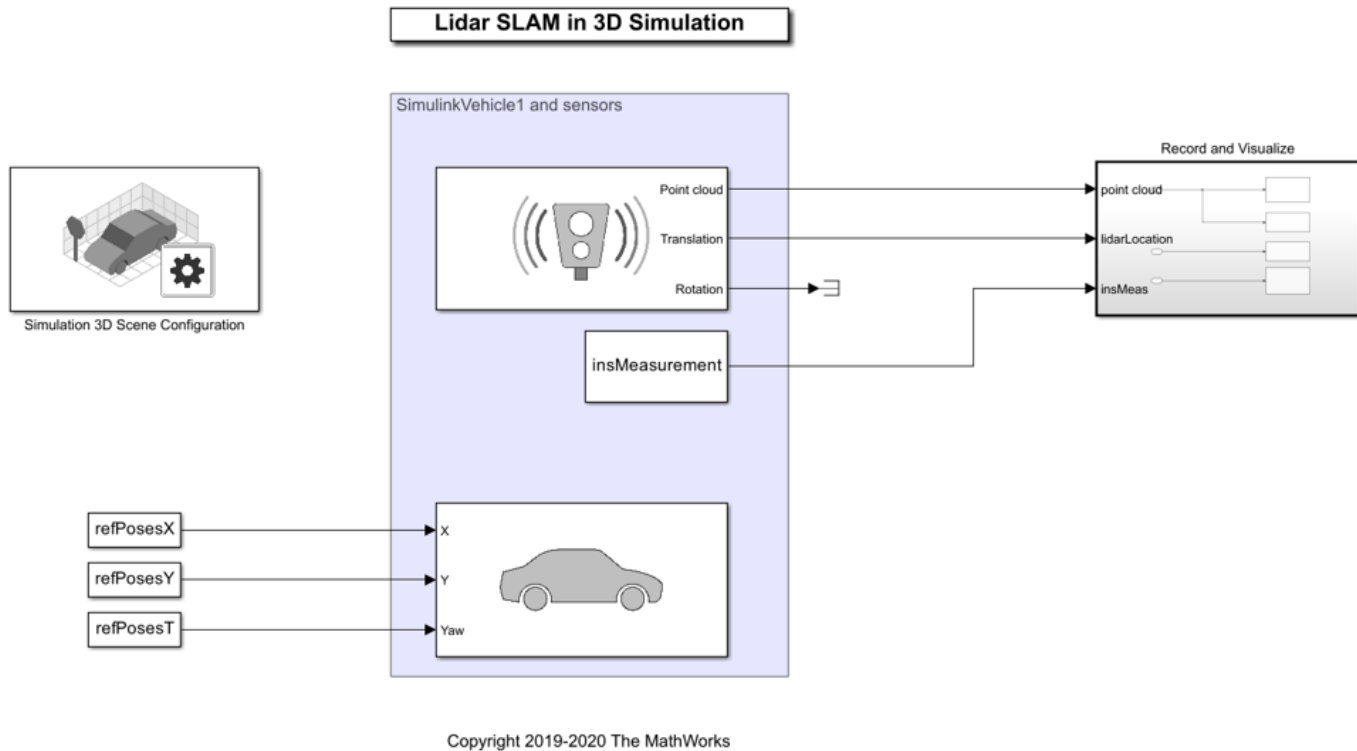 Lidar SLAM in 3D Simulation
SimulinkVehicle1 and sensors
Point cloud
Translation
Rotation
insMeasurement
Record and Visualize
point cloud
lidarLocation
insMeas
Simulation 3D Scene Configuration
refPosesX
refPosesY
refPosesT
X
Y
Yaw
Copyright 2019-2020 The MathWorks